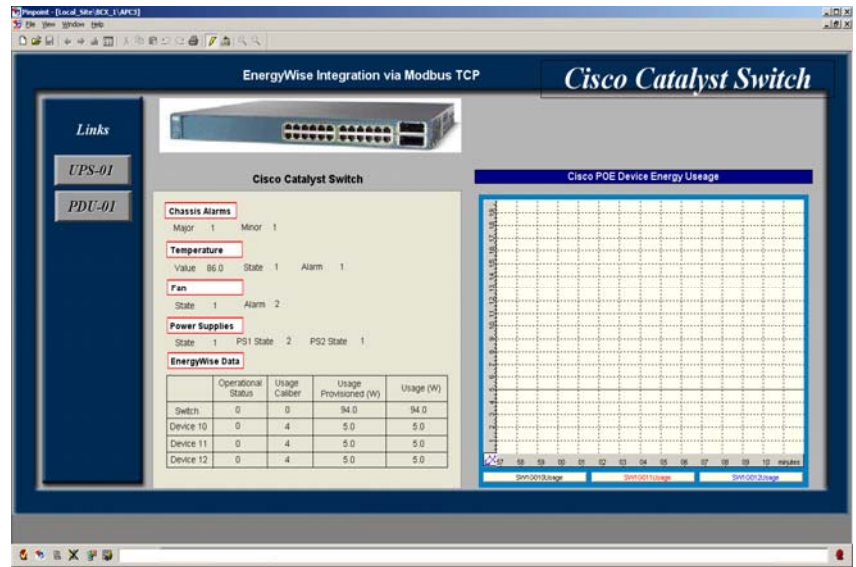 Pinpoint - [Local_Site\BCX_1\APC3]
File View Window Help
EnergyWise Integration via Modbus TCP
Cisco Catalyst Switch
Links
UPS-01
PDU-01
Cisco Catalyst Switch
Chassis Alarms
Major 1 Minor 1
Temperature
Value 86.0 State 1 Alarm 1
Fan
State 1 Alarm 2
Power Supplies
State 1 PS1 State 2 PS2 State 1
EnergyWise Data
Operational Status Usage Caliber Usage Provisioned (W) Usage (W)
Switch 0 0 94.0 94.0
Device 10 0 4 5.0 5.0
Device 11 0 4 5.0 5.0
Device 12 0 4 5.0 5.0
Cisco POE Device Energy Useage
57 58 59 00 01 02 03 04 05 06 07 08 09 10 minutes